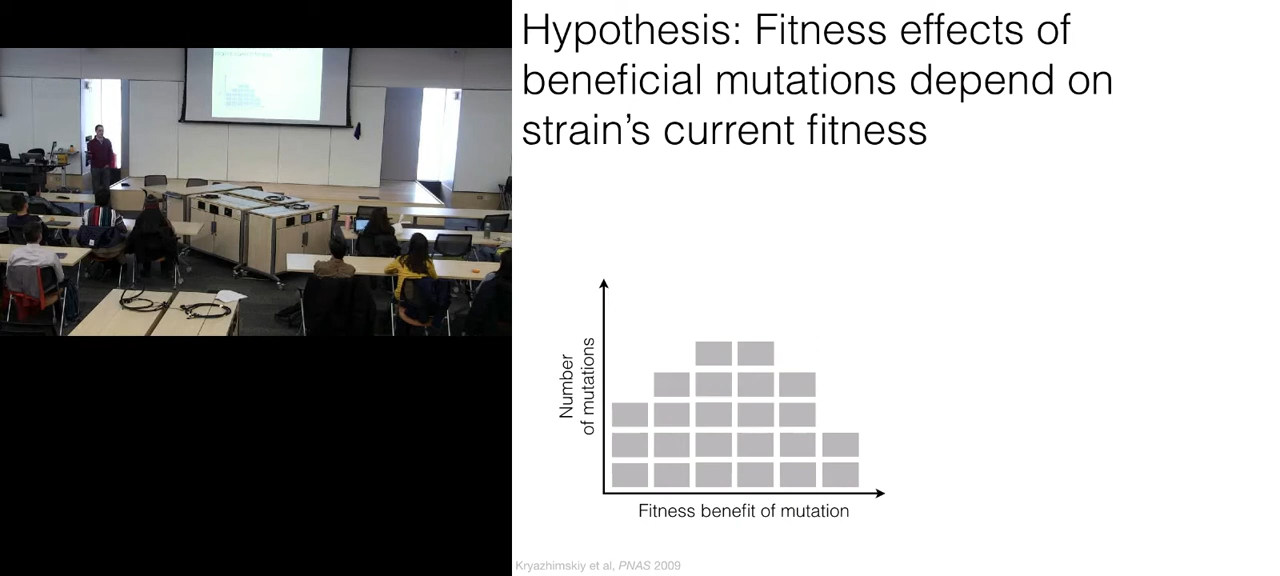 Hypothesis: Fitness effects of
beneficial mutations depend on
strain’s current fitness
Number
of mutations
Fitness benefit of mutation
Kryazhimskiy et al, PNAS 2009